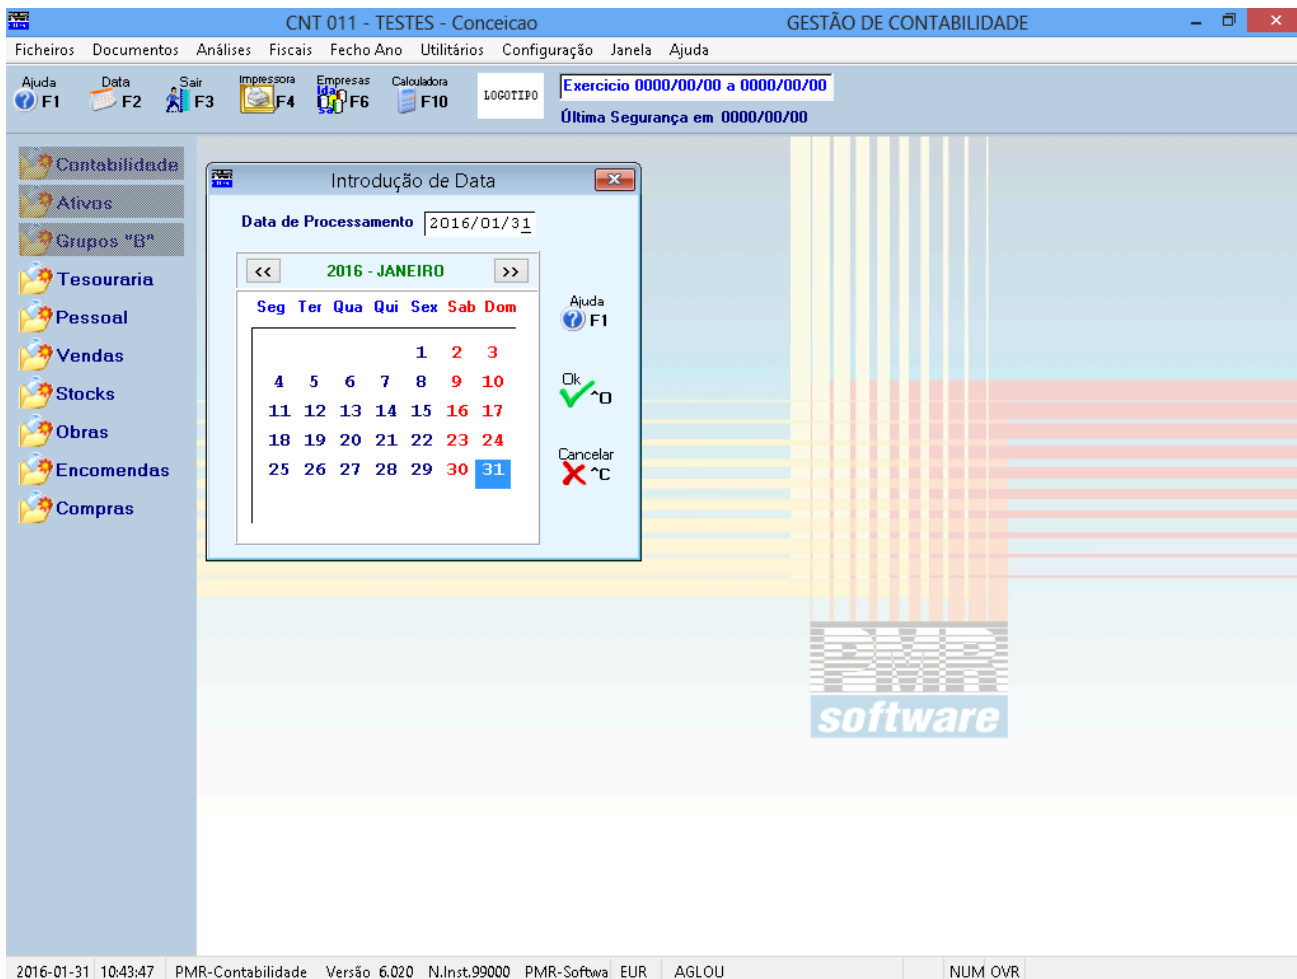 CNT 011 - TESTES - Conceicao GESTÃO DE CONTABILIDADE
Ficheiros Documentos Análises Fiscais Fecho Ano Utilitários Configuração Janela Ajuda
Ajuda F1 Data F2 Sair F3 Impressora F4 Empresas F6 Calculadora F10 LOGOTIPO
Exercicio 0000/00/00 a 0000/00/00
Última Segurança em 0000/00/00
Contabilidade
Ativos
Grupos "B"
Tesouraria
Pessoal
Vendas
Stocks
Obras
Encomendas
Compras
Introdução de Data
Data de Processamento 2016/01/31
<< 2016 - JANEIRO >>
Seg Ter Qua Qui Sex Sab Dom
1 2 3
4 5 6 7 8 9 10
11 12 13 14 15 16 17
18 19 20 21 22 23 24
25 26 27 28 29 30 31
Ajuda
F1
Ok
^O
Cancelar
^C
PMR
software
2016-01-31 10:43:47 PMR-Contabilidade Versão 6.020 N.Inst.99000 PMR-Softwa EUR AGLOU NUM OVR